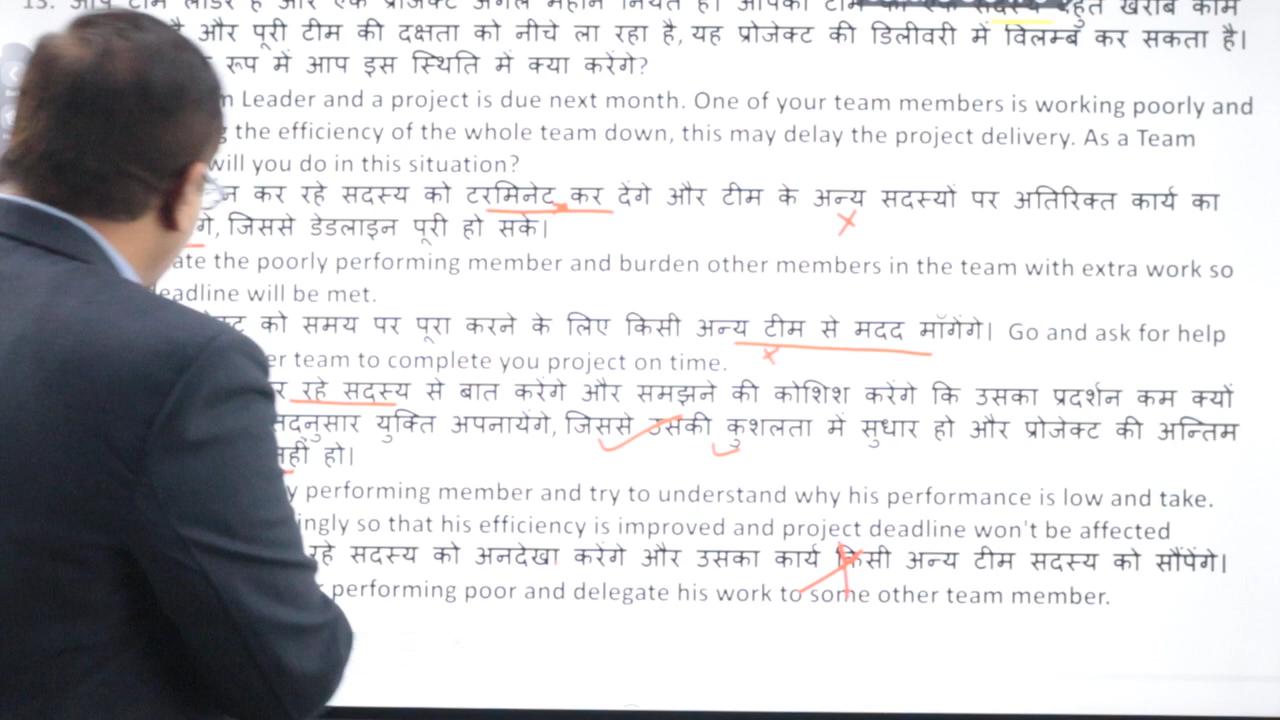 13. आप टीम लीडर है और एक प्रोजेक्ट अगले महीने नियत है। आपकी टीम का एक सदस्य बहुत खराब काम
है और पूरी टीम की दक्षता को नीचे ला रहा है, यह प्रोजेक्ट की डिलीवरी में विलम्ब कर सकता है।
रूप में आप इस स्थिति में क्या करेंगे?
Leader and a project is due next month. One of your team members is working poorly and
the efficiency of the whole team down, this may delay the project delivery. As a Team
will you do in this situation?
कर रहे सदस्य को टरमिनेट कर देंगे और टीम के अन्य सदस्यों पर अतिरिक्त कार्य का
जिससे डेडलाइन पूरी हो सके।
ate the poorly performing member and burden other members in the team with extra work so
eadline will be met.
को समय पर पूरा करने के लिए किसी अन्य टीम से मदद माँगेंगे। Go and ask for help
er team to complete you project on time.
रहे सदस्य से बात करेंगे और समझने की कोशिश करेंगे कि उसका प्रदर्शन कम क्यों
सदनुसार युक्ति अपनायेंगे, जिससे उसकी कुशलता में सुधार हो और प्रोजेक्ट की अन्तिम
नहीं हो।
y performing member and try to understand why his performance is low and take.
ingly so that his efficiency is improved and project deadline won't be affected
रहे सदस्य को अनदेखा करेंगे और उसका कार्य किसी अन्य टीम सदस्य को सौंपेंगे।
performing poor and delegate his work to some other team member.